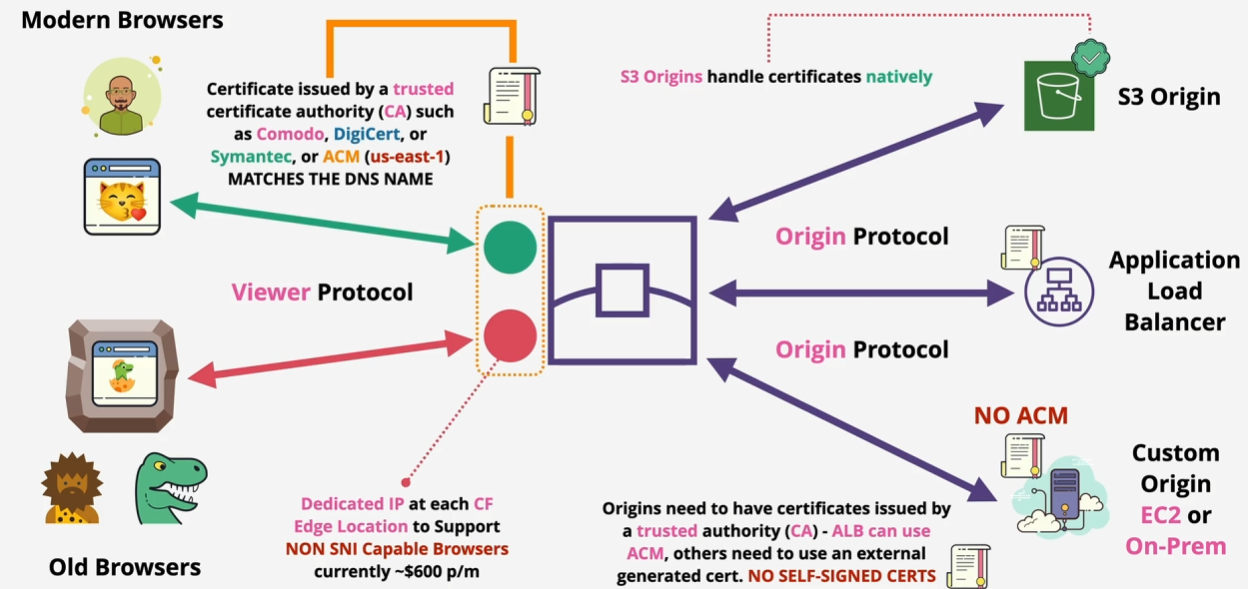 Modern Browsers
Certificate issued by a trusted
certificate authority (CA) such
as Comodo, DigiCert, or
Symantec, or ACM (us-east-1)
MATCHES THE DNS NAME
S3 Origins handle certificates natively
S3 Origin
Origin Protocol
Viewer Protocol
Application
Load
Balancer
Origin Protocol
NO ACM
Custom
Origin
EC2 or
On-Prem
Dedicated IP at each CF
Edge Location to Support
NON SNI Capable Browsers
currently ~$600 p/m
Origins need to have certificates issued by
a trusted authority (CA) - ALB can use
ACM, others need to use an external
generated cert. NO SELF-SIGNED CERTS
Old Browsers